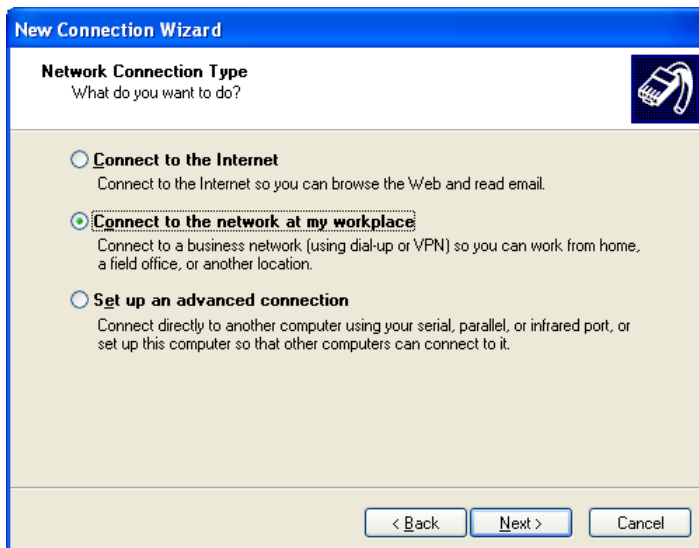 New Connection Wizard
Network Connection Type
What do you want to do?
Connect to the Internet
Connect to the Internet so you can browse the Web and read email.
Connect to the network at my workplace
Connect to a business network (using dial-up or VPN) so you can work from home,
a field office, or another location.
Set up an advanced connection
Connect directly to another computer using your serial, parallel, or infrared port, or
set up this computer so that other computers can connect to it.
< Back Next > Cancel